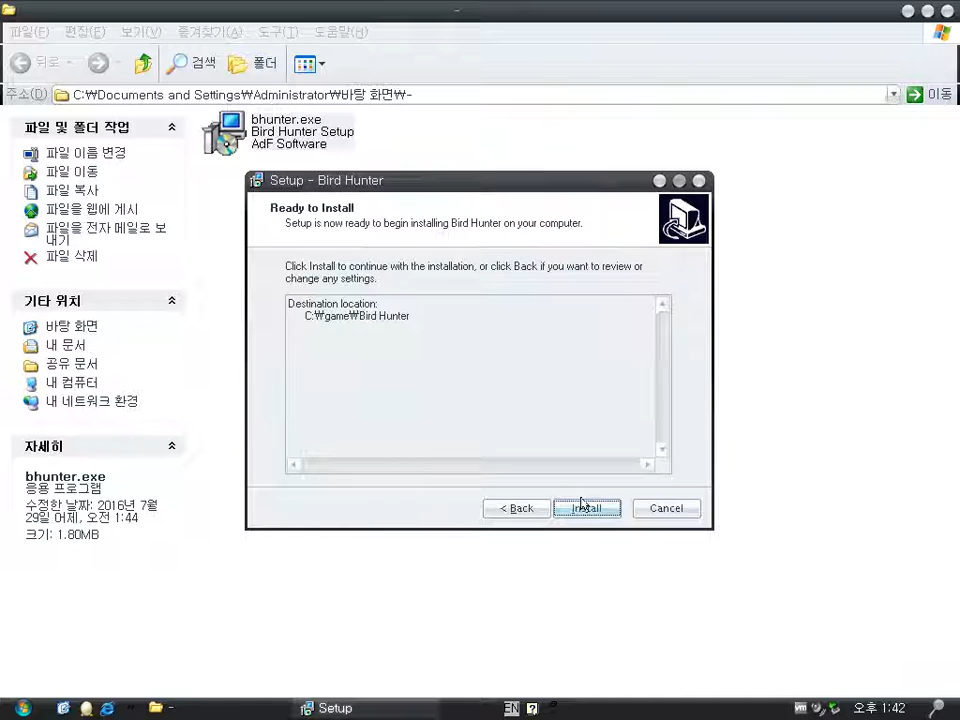 -
파일(F) 편집(E) 보기(V) 즐겨찾기(A) 도구(T) 도움말(H)
뒤로 검색 폴더
주소(D) C:₩Documents and Settings₩Administrator₩바탕 화면₩- 이동
파일 및 폴더 작업
파일 이름 변경
파일 이동
파일 복사
파일을 웹에 게시
파일을 전자 메일로 보
내기
파일 삭제
기타 위치
바탕 화면
내 문서
공유 문서
내 컴퓨터
내 네트워크 환경
자세히
bhunter.exe
응용 프로그램
수정한 날짜: 2016년 7월
29일 어제, 오전 1:44
크기: 1.80MB
bhunter.exe
Bird Hunter Setup
AdF Software
Setup - Bird Hunter
Ready to Install
Setup is now ready to begin installing Bird Hunter on your computer.
Click Install to continue with the installation, or click Back if you want to review or
change any settings.
Destination location:
C:₩game₩Bird Hunter
< Back Install Cancel
- Setup EN 오후 1:42